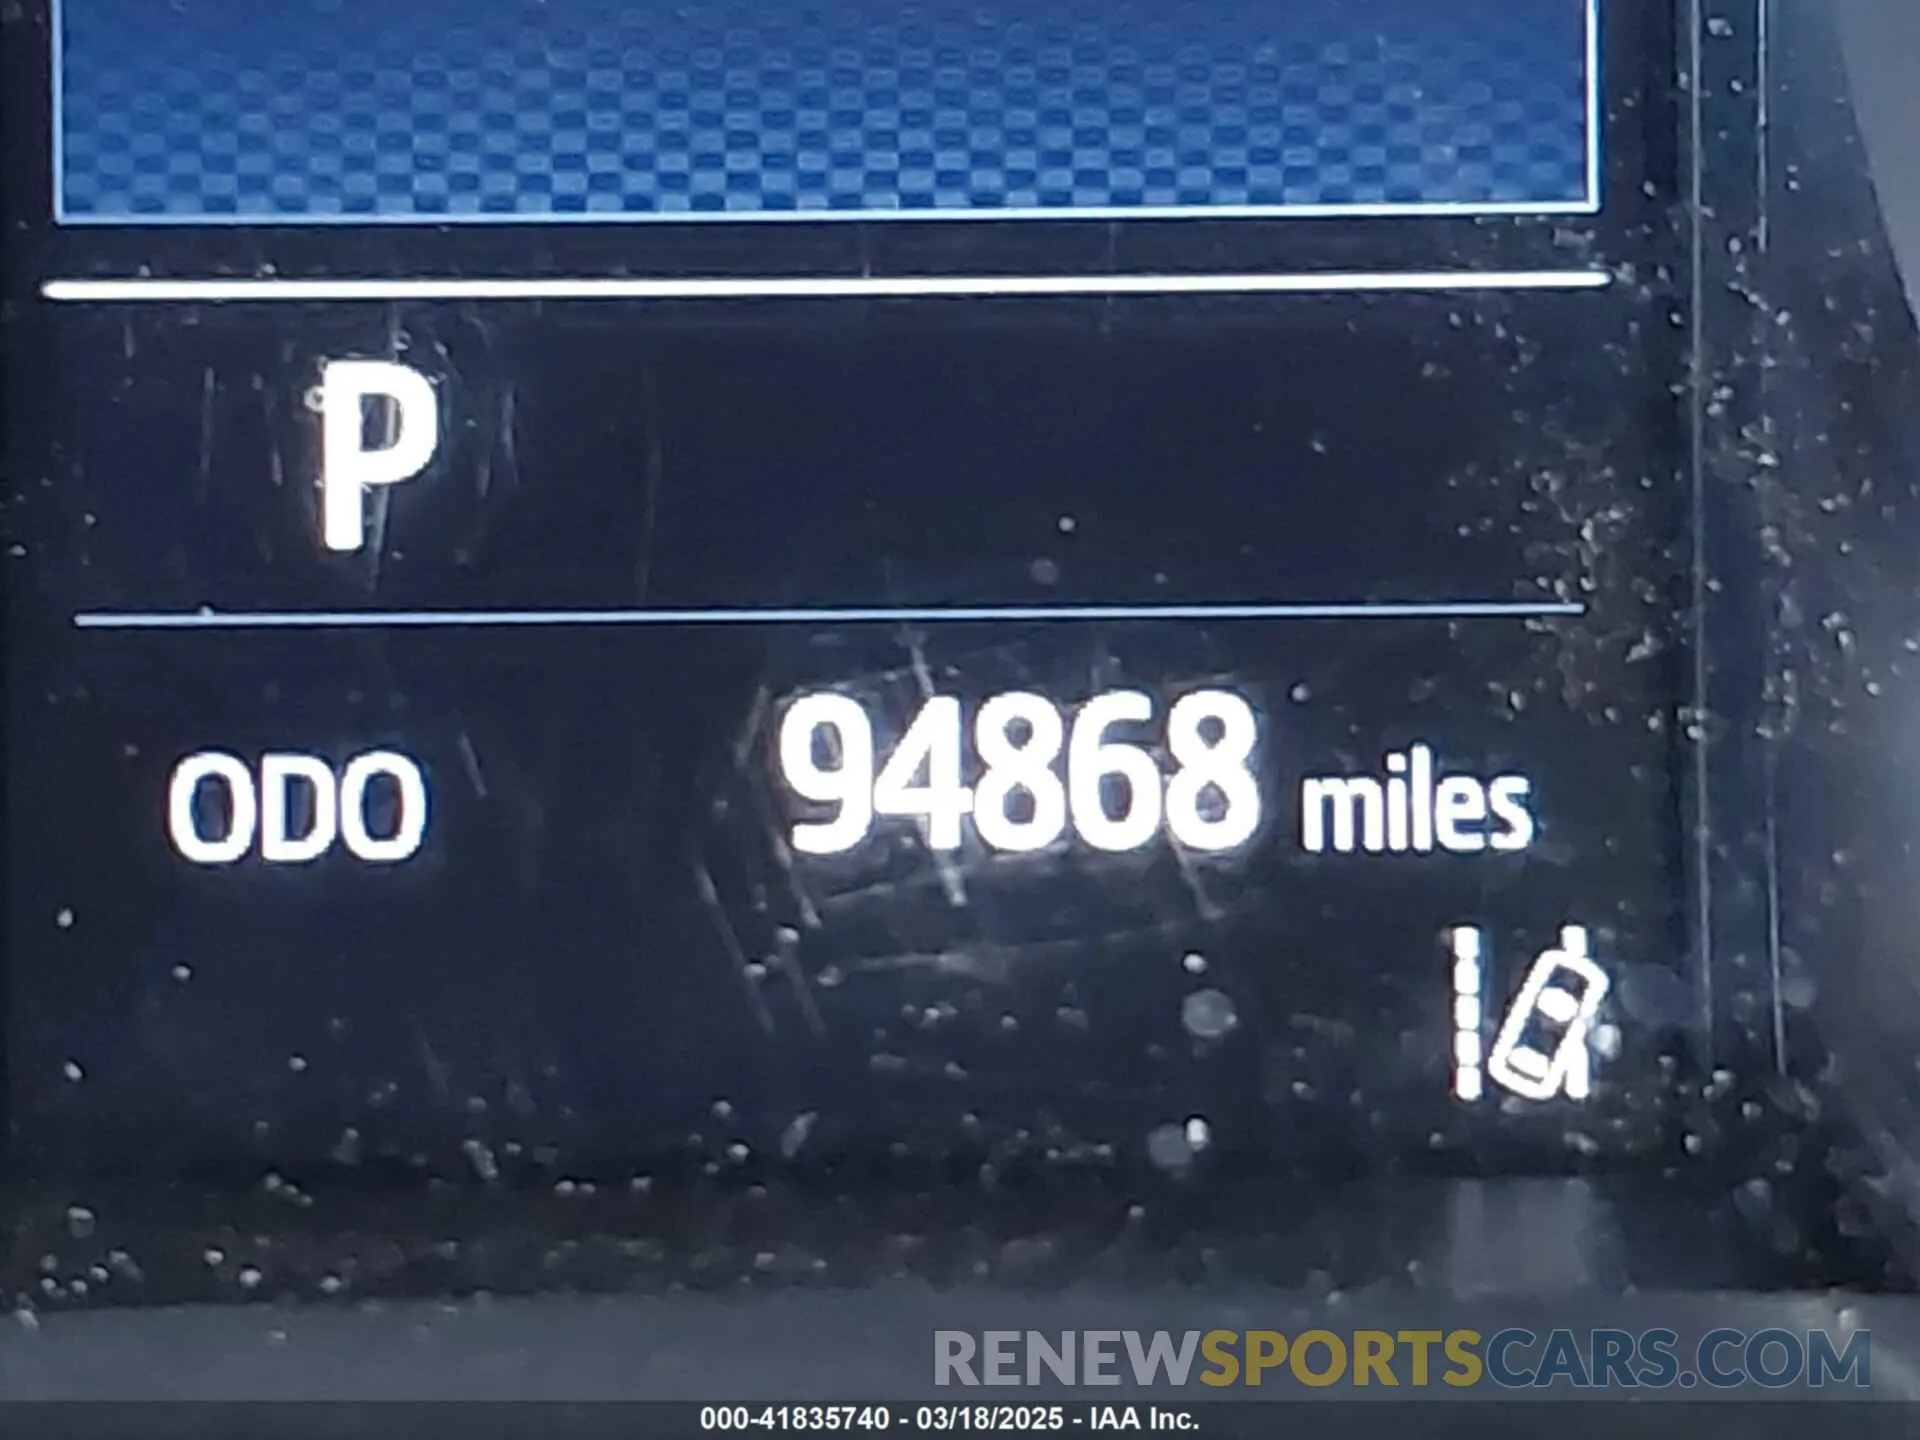 P
ODO 94868 miles
RENEWSPORTSCARS.COM
000-41835740 - 03/18/2025 - IAA Inc.